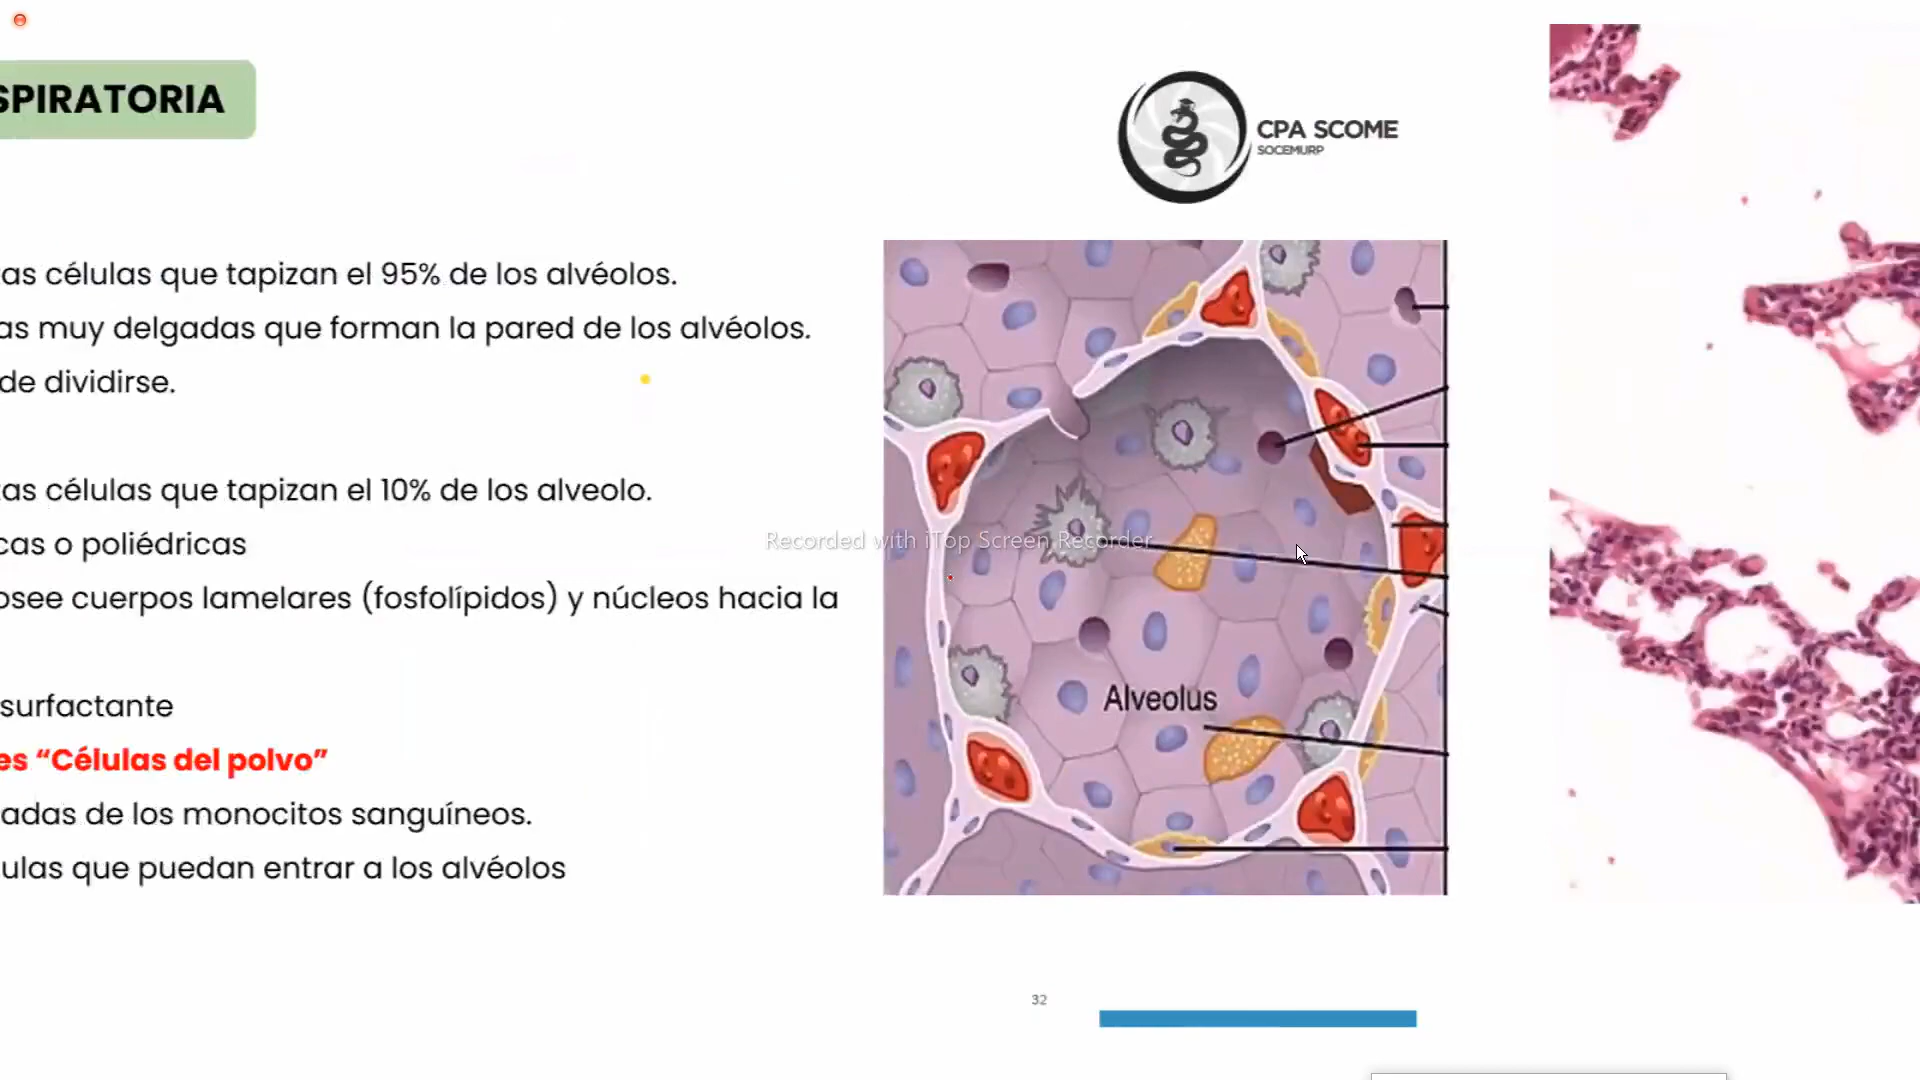 SPIRATORIA
CPA SCOME
SOCEMURP
as células que tapizan el 95% de los alvéolos.
as muy delgadas que forman la pared de los alvéolos.
de dividirse.
tas células que tapizan el 10% de los alveolo.
cas o poliédricas
Recorded with iTop Screen Recorder
osee cuerpos lamelares (fosfolípidos) y núcleos hacia la
Alveolus
surfactante
es “Células del polvo”
adas de los monocitos sanguíneos.
ulas que puedan entrar a los alvéolos
32